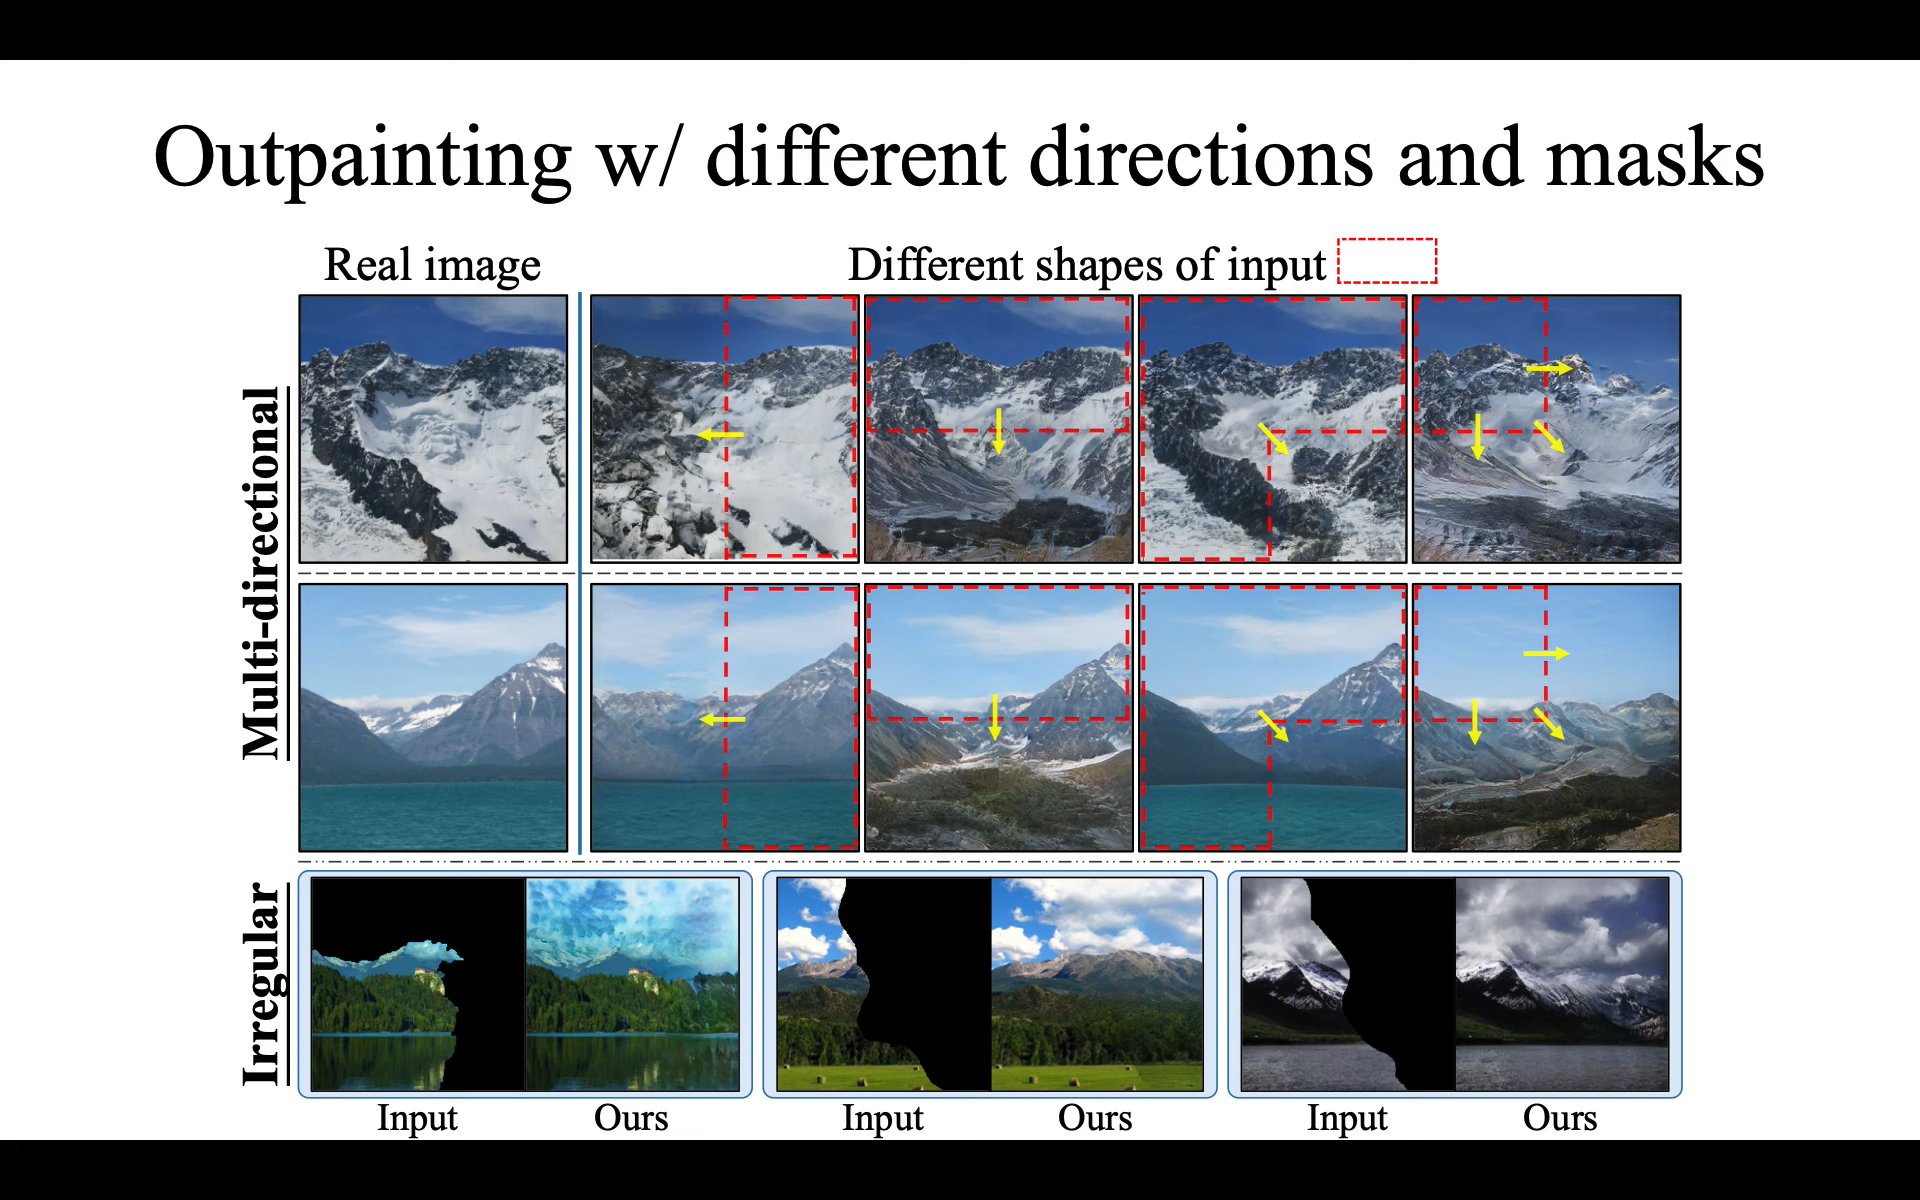 Outpainting w/ different directions and masks
Real image
Different shapes of input
Multi-directional
Irregular
Input
Ours
Input
Ours
Input
Ours